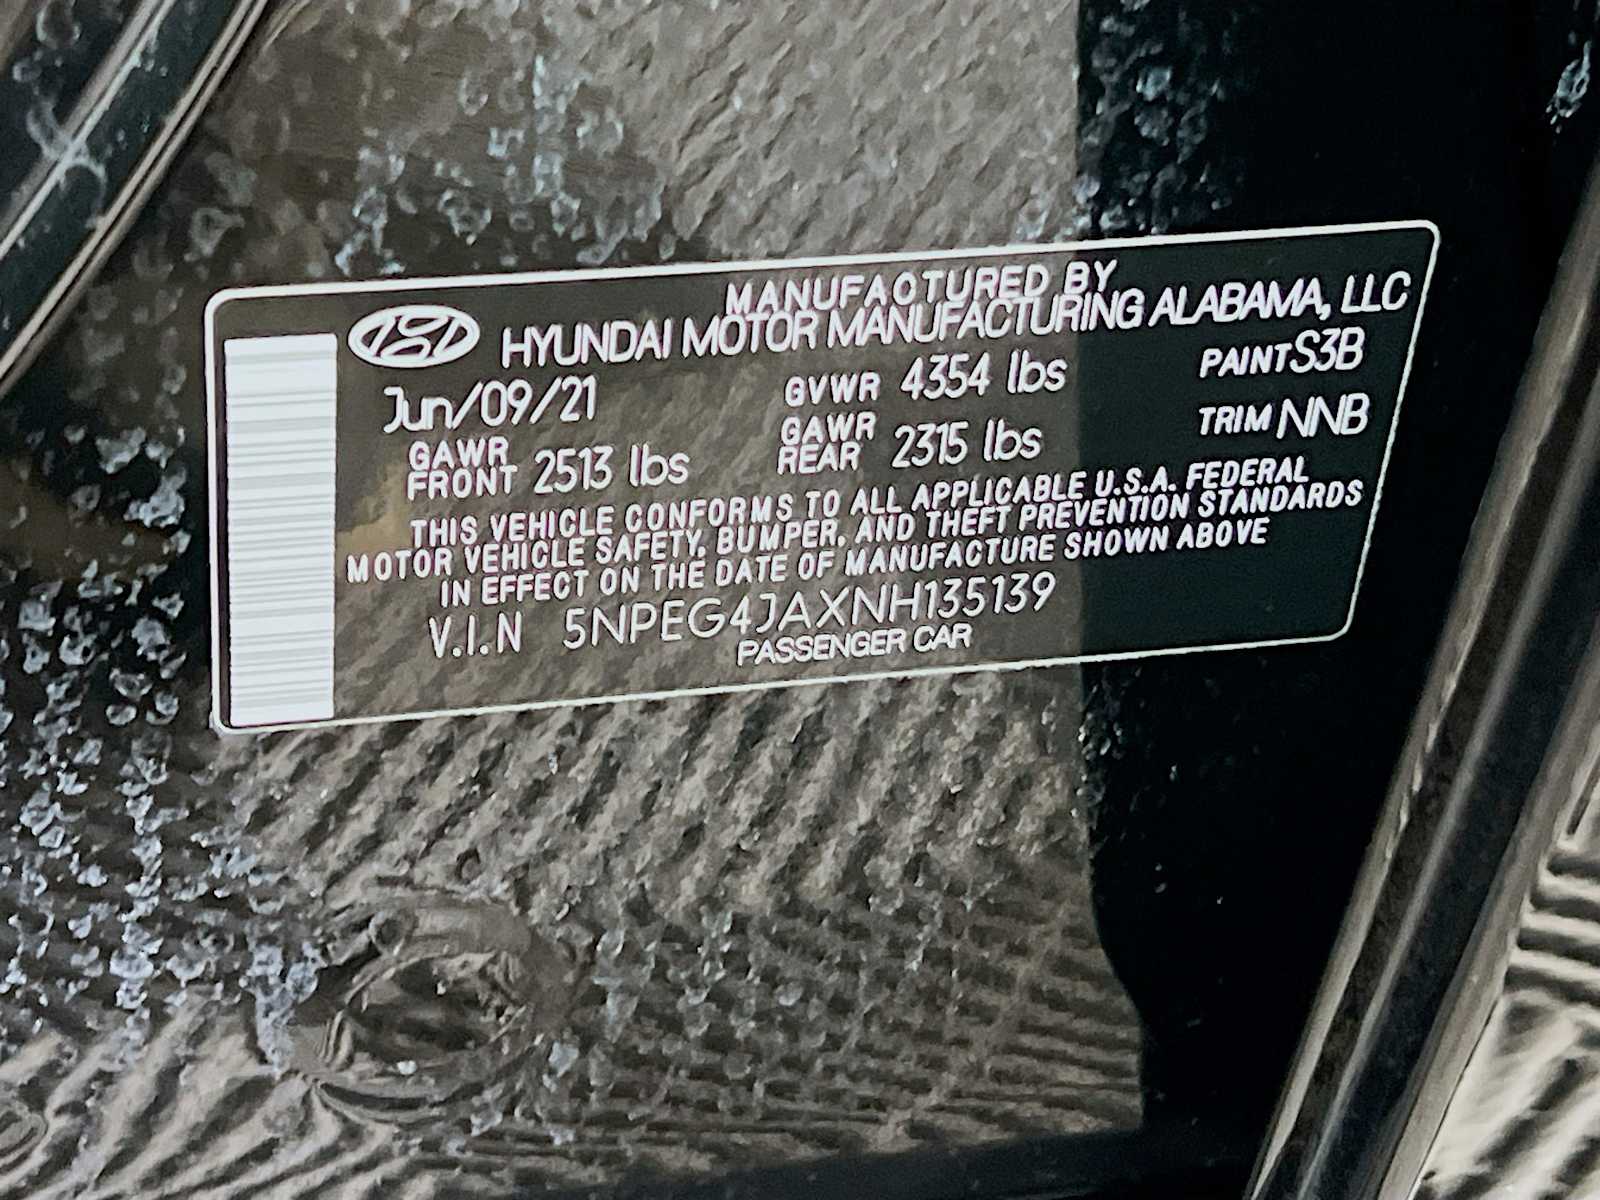 MANUFACTURED BY
HYUNDAI MOTOR MANUFACTURING ALABAMA, LLC
Jun/09/21 GVWR 4354 lbs PAINT S3B
GAWR FRONT 2513 lbs GAWR REAR 2315 lbs TRIM NNB
THIS VEHICLE CONFORMS TO ALL APPLICABLE U.S.A. FEDERAL
MOTOR VEHICLE SAFETY, BUMPER, AND THEFT PREVENTION STANDARDS
IN EFFECT ON THE DATE OF MANUFACTURE SHOWN ABOVE
V.I.N 5NPEG4JAXNH135139
PASSENGER CAR